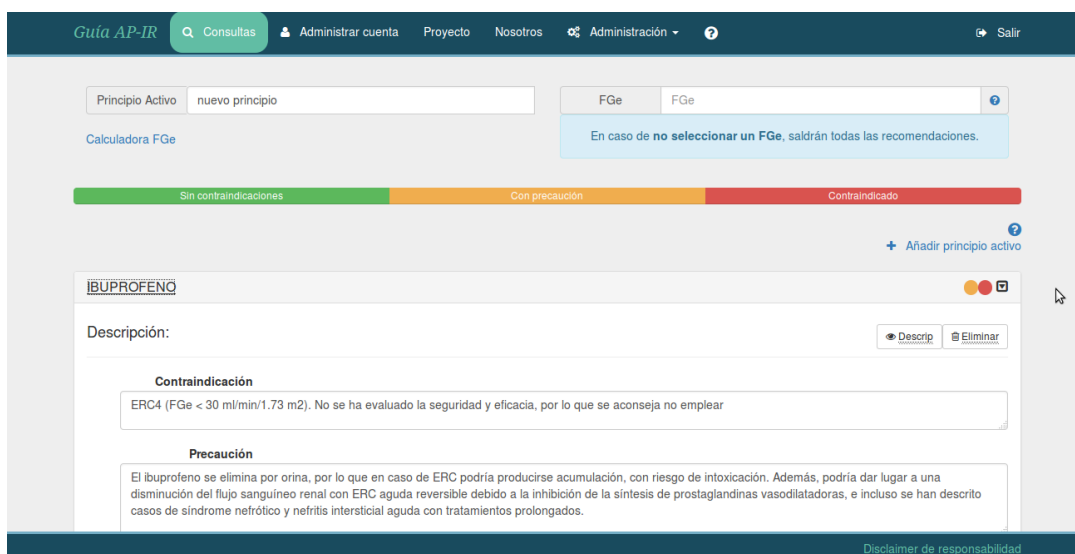 Guía AP-IR Consultas Administrar cuenta Proyecto Nosotros Administración ? Salir
Principio Activo nuevo principio FGe FGe ?
Calculadora FGe En caso de no seleccionar un FGe, saldrán todas las recomendaciones.
Sin contraindicaciones Con precaución Contraindicado
?
+ Añadir principio activo
IBUPROFENO
Descripción: Descrip Eliminar
Contraindicación
ERC4 (FGe < 30 ml/min/1.73 m2). No se ha evaluado la seguridad y eficacia, por lo que se aconseja no emplear
Precaución
El ibuprofeno se elimina por orina, por lo que en caso de ERC podría producirse acumulación, con riesgo de intoxicación. Además, podría dar lugar a una
disminución del flujo sanguíneo renal con ERC aguda reversible debido a la inhibición de la síntesis de prostaglandinas vasodilatadoras, e incluso se han descrito
casos de síndrome nefrótico y nefritis intersticial aguda con tratamientos prolongados.
Disclaimer de responsabilidad